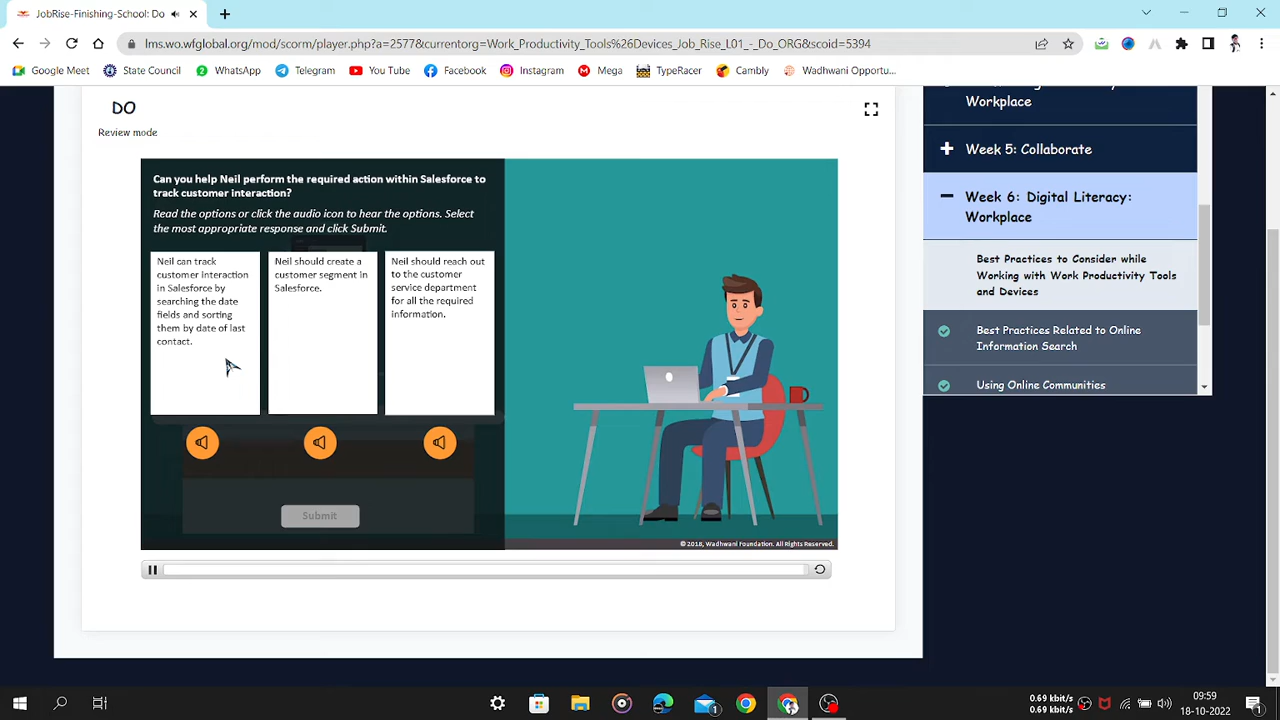 JobRise-Finishing-School: Do
lms.wo.wfglobal.org/mod/scorm/player.php?a=2577&currentorg=Work_Productivity_Tools%26Devices_Job_Rise_L01_-_Do_ORG&scoid=5394
Google Meet
State Council
WhatsApp
Telegram
You Tube
Facebook
Instagram
Mega
TypeRacer
Cambly
Wadhwani Opportu...
DO
Review mode
Can you help Neil perform the required action within Salesforce to
track customer interaction?
Read the options or click the audio icon to hear the options. Select
the most appropriate response and click Submit.
Neil can track
customer interaction
in Salesforce by
searching the date
fields and sorting
them by date of last
contact.
Neil should create a
customer segment in
Salesforce.
Neil should reach out
to the customer
service department
for all the required
information.
Submit
© 2018, Wadhwani Foundation. All Rights Reserved.
Workplace
Week 5: Collaborate
Week 6: Digital Literacy:
Workplace
Best Practices to Consider while
Working with Work Productivity Tools
and Devices
Best Practices Related to Online
Information Search
Using Online Communities
1
0.69 kbit/s
0.69 kbit/s
09:59
18-10-2022
1